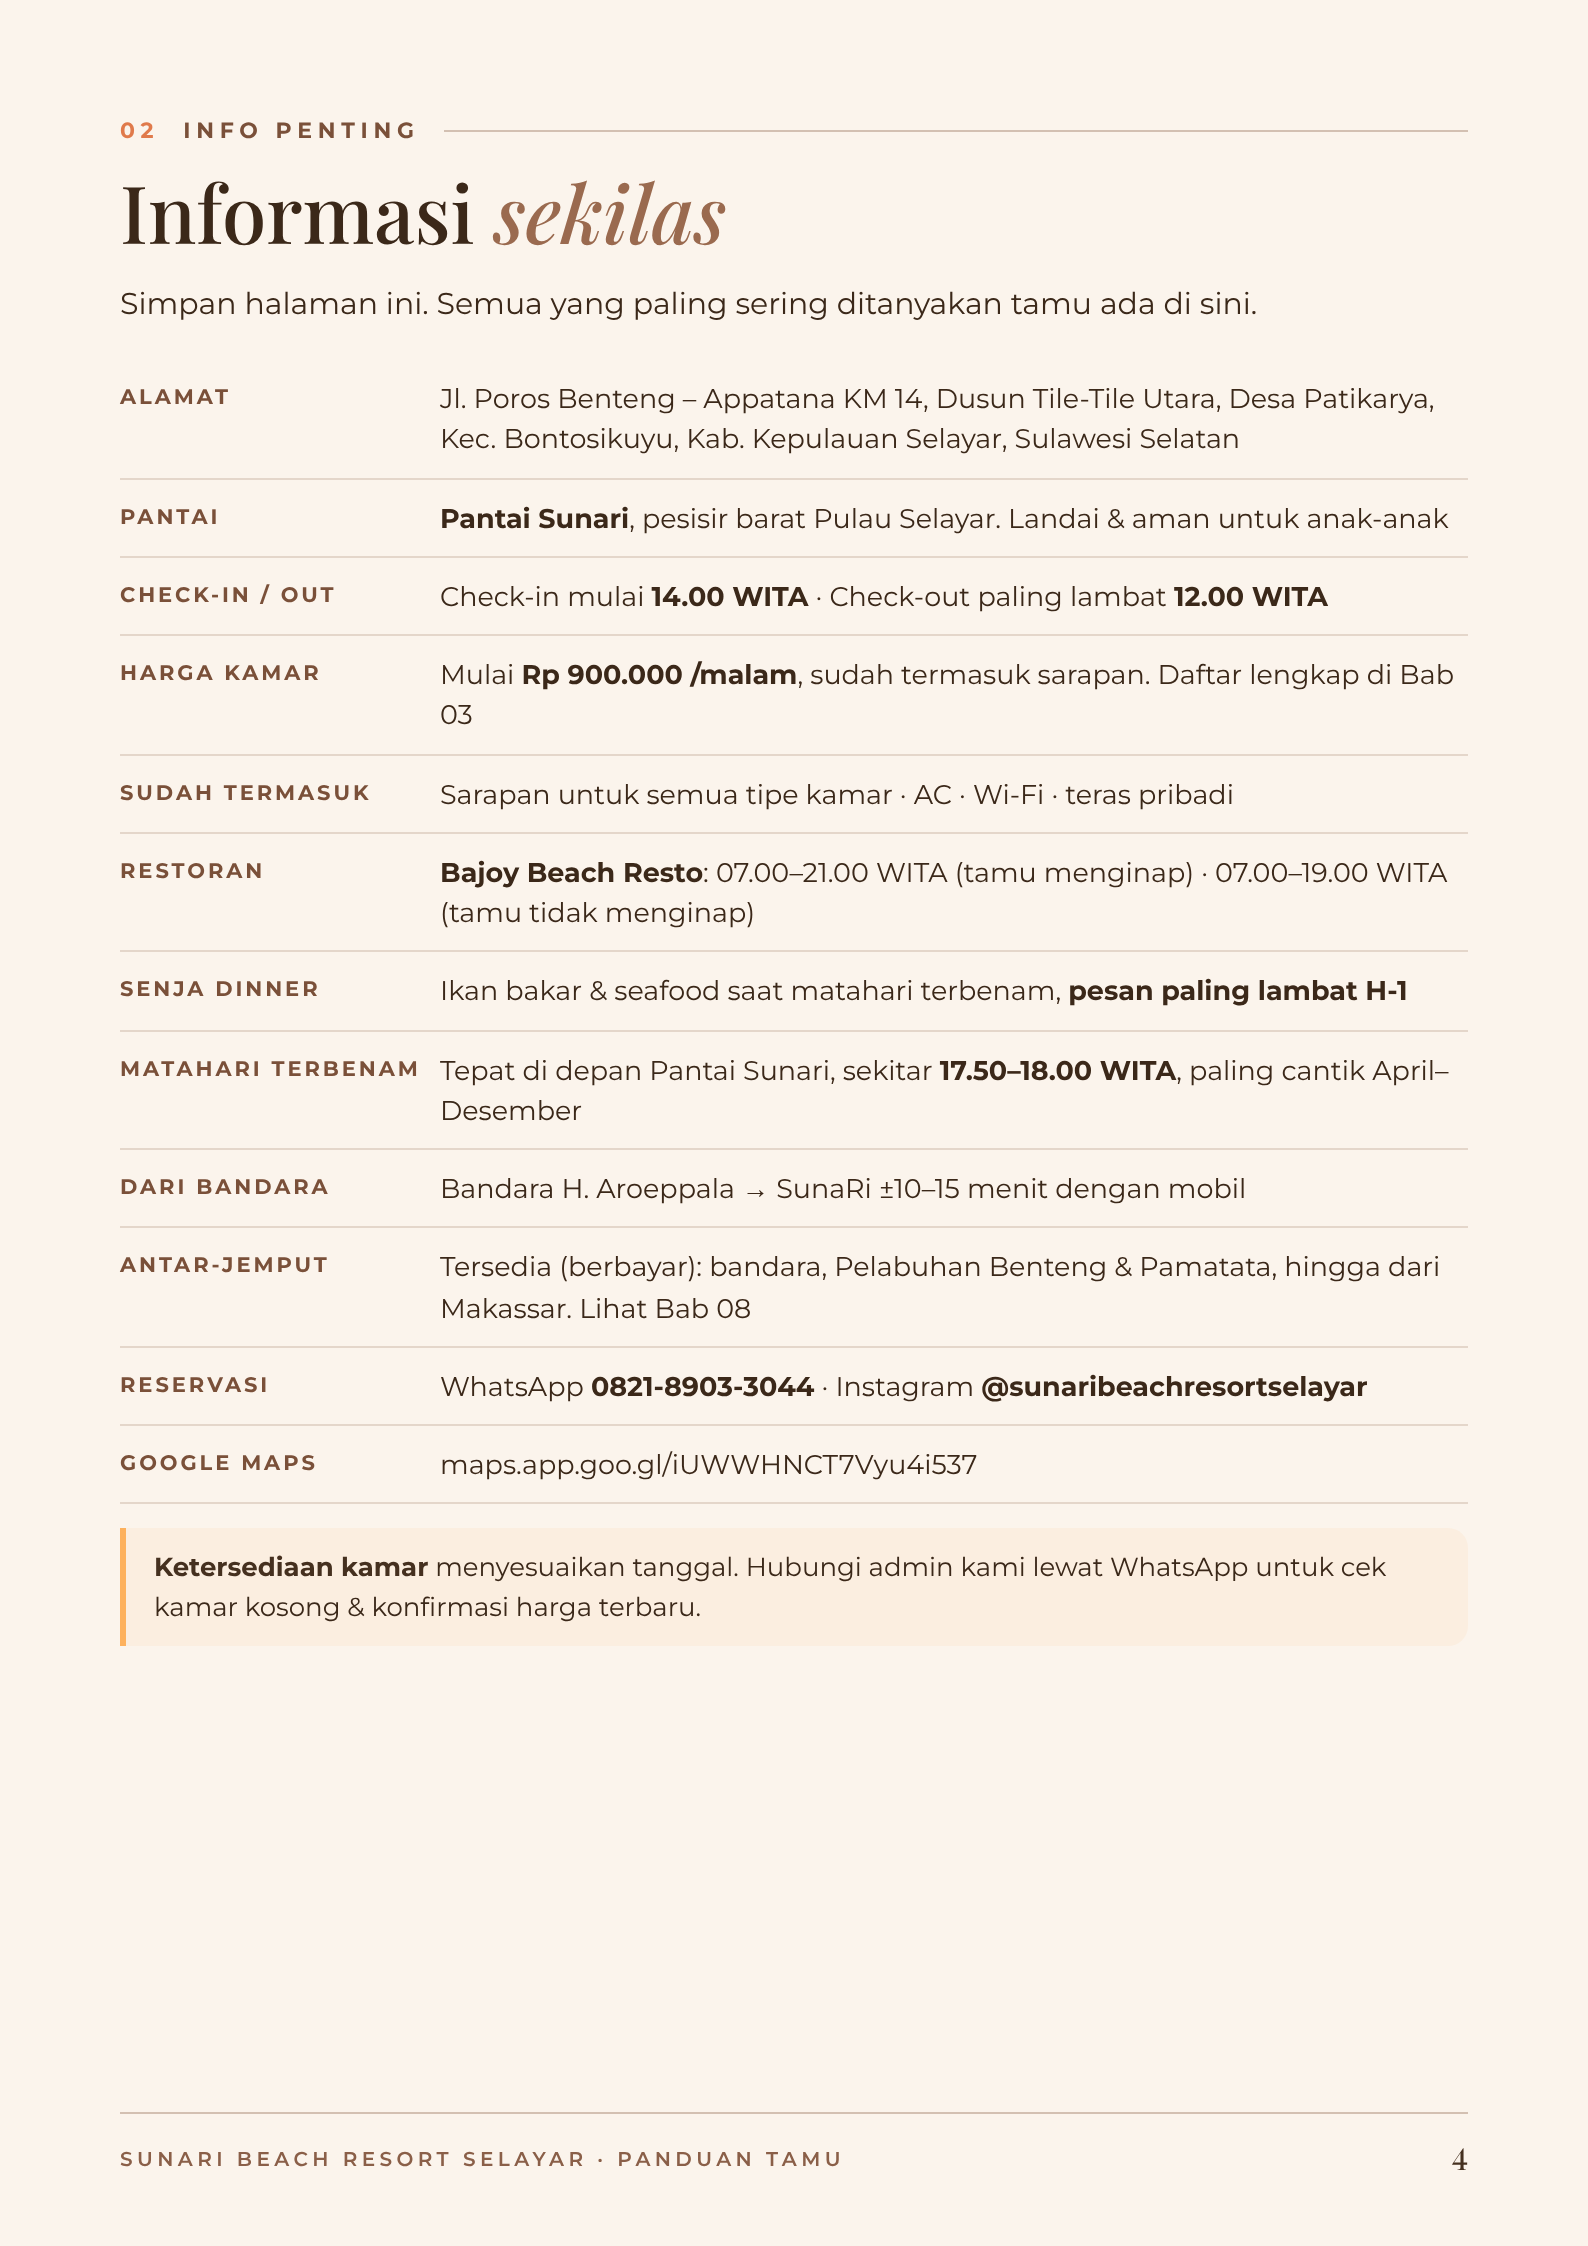 02 INFO PENTING
Informasi sekilas
Simpan halaman ini. Semua yang paling sering ditanyakan tamu ada di sini.
ALAMAT
Jl. Poros Benteng – Appatana KM 14, Dusun Tile-Tile Utara, Desa Patikarya,
Kec. Bontosikuyu, Kab. Kepulauan Selayar, Sulawesi Selatan
PANTAI
Pantai Sunari, pesisir barat Pulau Selayar. Landai & aman untuk anak-anak
CHECK-IN / OUT
Check-in mulai 14.00 WITA · Check-out paling lambat 12.00 WITA
HARGA KAMAR
Mulai Rp 900.000 /malam, sudah termasuk sarapan. Daftar lengkap di Bab
03
SUDAH TERMASUK
Sarapan untuk semua tipe kamar · AC · Wi-Fi · teras pribadi
RESTORAN
Bajoy Beach Resto: 07.00–21.00 WITA (tamu menginap) · 07.00–19.00 WITA
(tamu tidak menginap)
SENJA DINNER
Ikan bakar & seafood saat matahari terbenam, pesan paling lambat H-1
MATAHARI TERBENAM
Tepat di depan Pantai Sunari, sekitar 17.50–18.00 WITA, paling cantik April–
Desember
DARI BANDARA
Bandara H. Aroeppala → SunaRi ±10–15 menit dengan mobil
ANTAR-JEMPUT
Tersedia (berbayar): bandara, Pelabuhan Benteng & Pamatata, hingga dari
Makassar. Lihat Bab 08
RESERVASI
WhatsApp 0821-8903-3044 · Instagram @sunaribeachresortselayar
GOOGLE MAPS
maps.app.goo.gl/iUWWHNCT7Vyu4i537
Ketersediaan kamar menyesuaikan tanggal. Hubungi admin kami lewat WhatsApp untuk cek
kamar kosong & konfirmasi harga terbaru.
SUNARI BEACH RESORT SELAYAR · PANDUAN TAMU
4